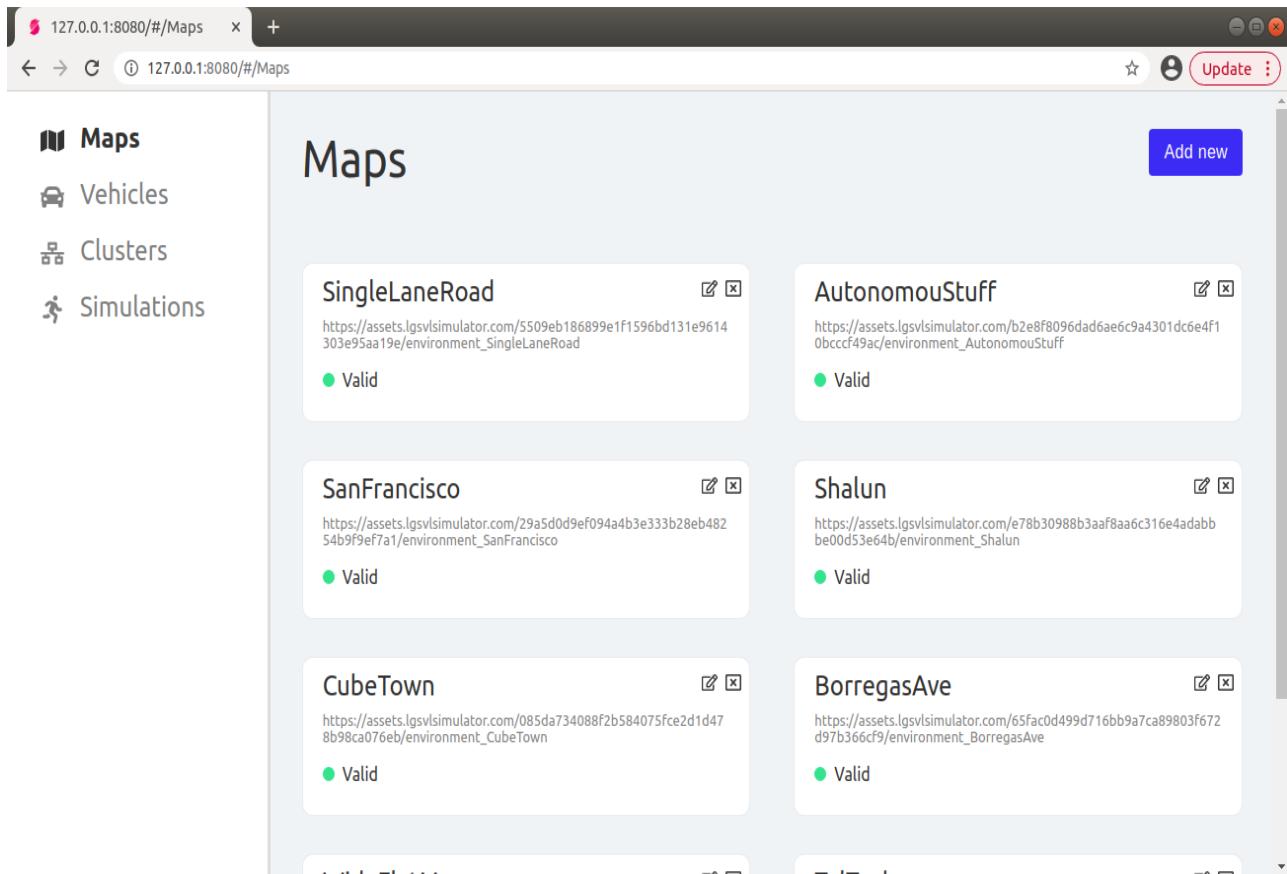 127.0.0.1:8080/#/Maps
127.0.0.1:8080/#/Maps
Update
Maps
Vehicles
Clusters
Simulations
Maps
Add new
SingleLaneRoad
https://assets.lgsvlsimulator.com/5509eb186899e1f1596bd131e9614
303e95aa19e/environment_SingleLaneRoad
Valid
AutonomouStuff
https://assets.lgsvlsimulator.com/b2e8f8096dad6ae6c9a4301dc6e4f1
0bcccf49ac/environment_AutonomouStuff
Valid
SanFrancisco
https://assets.lgsvlsimulator.com/29a5d0d9ef094a4b3e333b28eb482
54b9f9ef7a1/environment_SanFrancisco
Valid
Shalun
https://assets.lgsvlsimulator.com/e78b30988b3aaf8aa6c316e4adabb
be00d53e64b/environment_Shalun
Valid
CubeTown
https://assets.lgsvlsimulator.com/085da734088f2b584075fce2d1d47
8b98ca076eb/environment_CubeTown
Valid
BorregasAve
https://assets.lgsvlsimulator.com/65fac0d499d716bb9a7ca89803f672
d97b366cf9/environment_BorregasAve
Valid